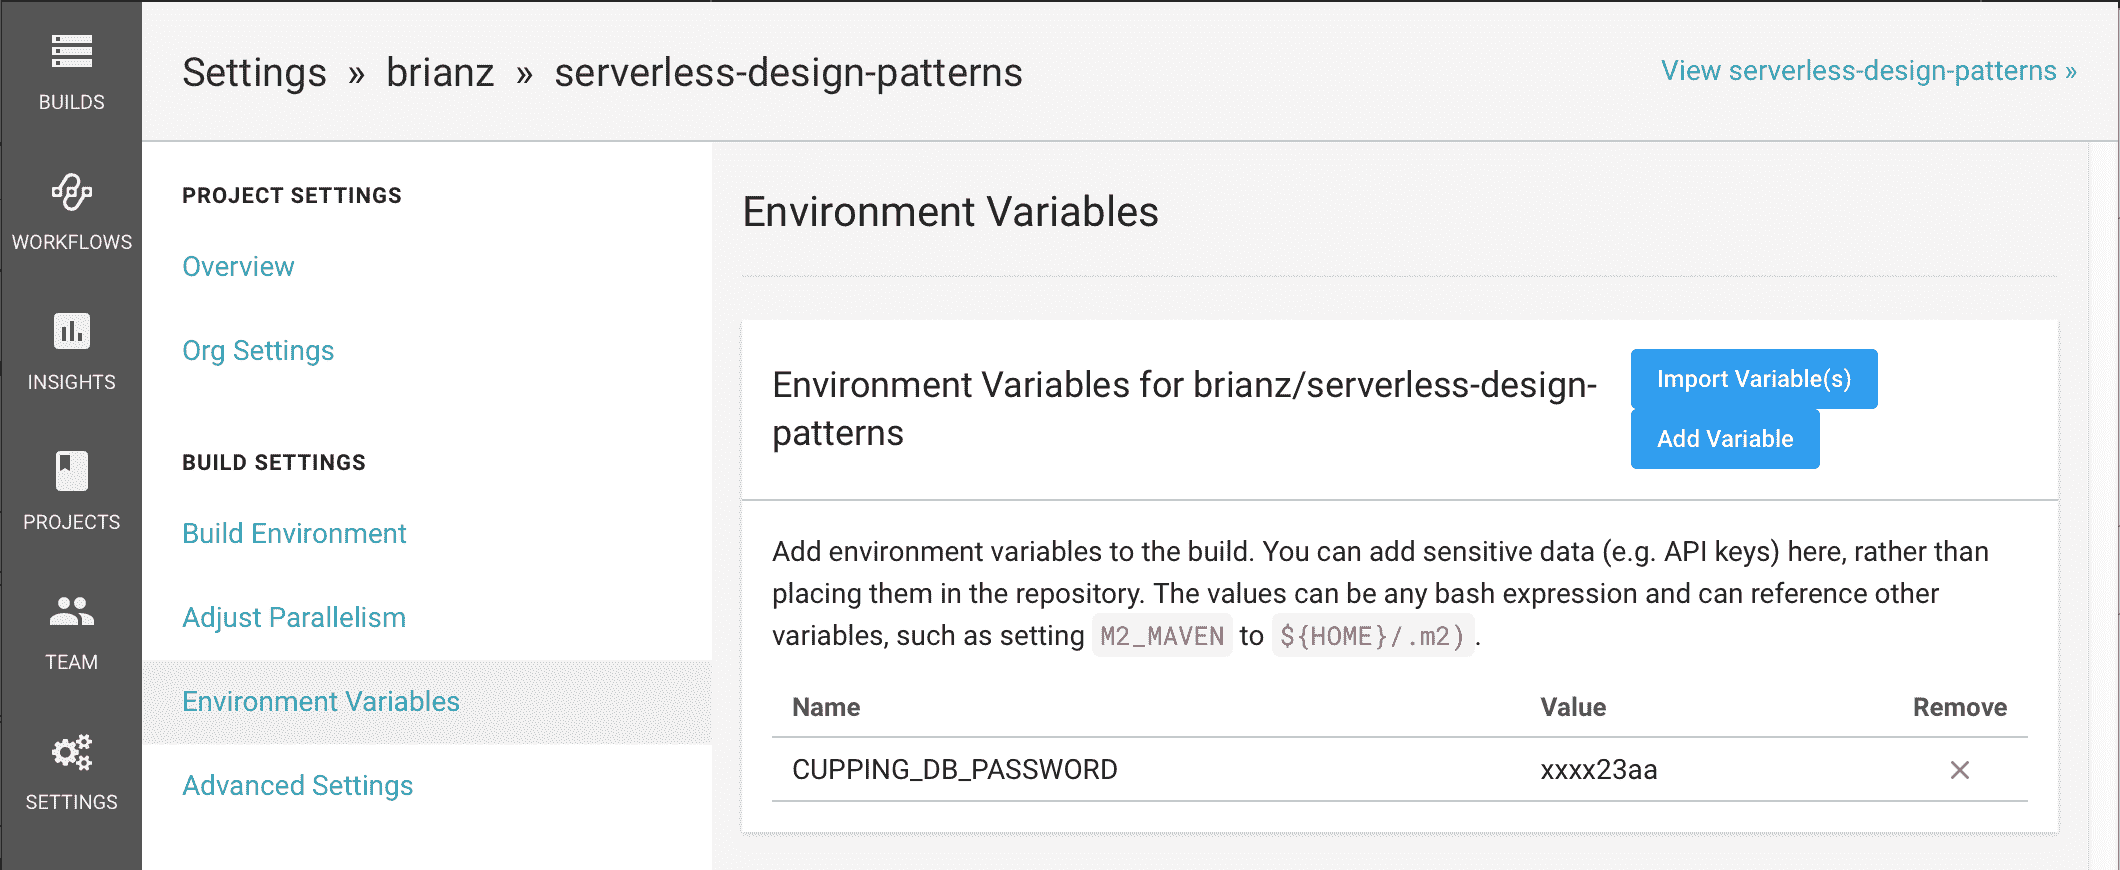 BUILDS
WORKFLOWS
INSIGHTS
PROJECTS
TEAM
SETTINGS
Settings » brianz » serverless-design-patterns
View serverless-design-patterns »
PROJECT SETTINGS
Overview
Org Settings
BUILD SETTINGS
Build Environment
Adjust Parallelism
Environment Variables
Advanced Settings
Environment Variables
Environment Variables for brianz/serverless-design-
patterns
Import Variable(s)
Add Variable
Add environment variables to the build. You can add sensitive data (e.g. API keys) here, rather than
placing them in the repository. The values can be any bash expression and can reference other
variables, such as setting M2_MAVEN to ${HOME}/.m2).
Name Value Remove
CUPPING_DB_PASSWORD xxxx23aa ×